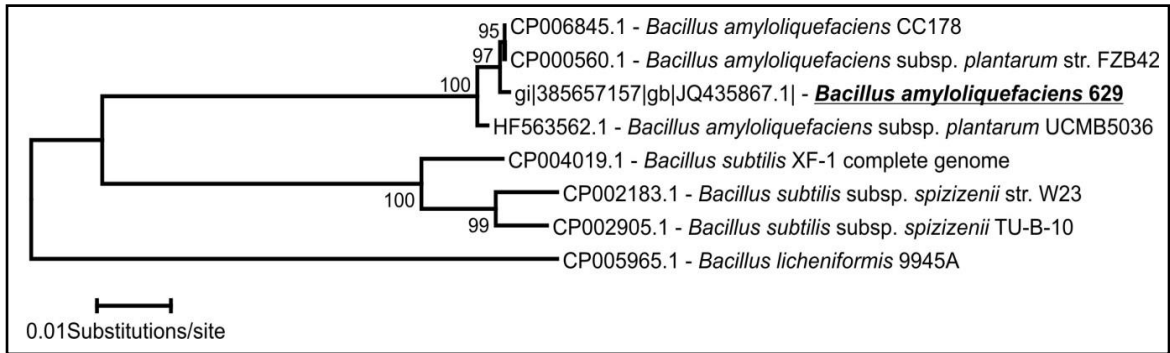 95
CP006845.1 - Bacillus amyloliquefaciens CC178
97
CP000560.1 - Bacillus amyloliquefaciens subsp. plantarum str. FZB42
100
gi|385657157|gb|JQ435867.1| - Bacillus amyloliquefaciens 629
HF563562.1 - Bacillus amyloliquefaciens subsp. plantarum UCMB5036
CP004019.1 - Bacillus subtilis XF-1 complete genome
100
CP002183.1 - Bacillus subtilis subsp. spizizenii str. W23
99
CP002905.1 - Bacillus subtilis subsp. spizizenii TU-B-10
CP005965.1 - Bacillus licheniformis 9945A
0.01Substitutions/site